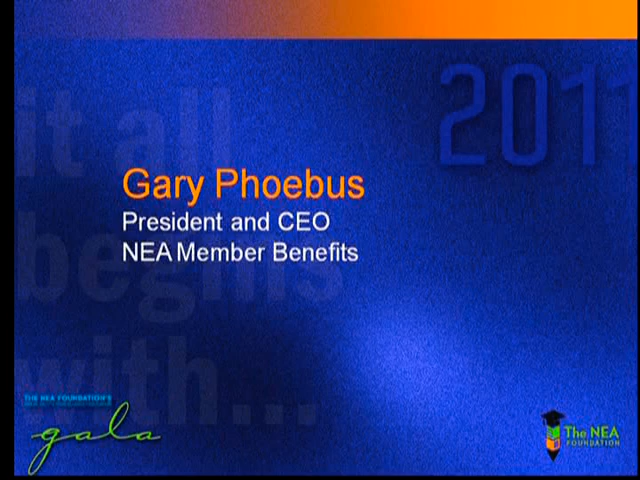 2011
it all
begins
with...
Gary Phoebus
President and CEO
NEA Member Benefits
THE NEA FOUNDATION'S
gala
The NEA
FOUNDATION